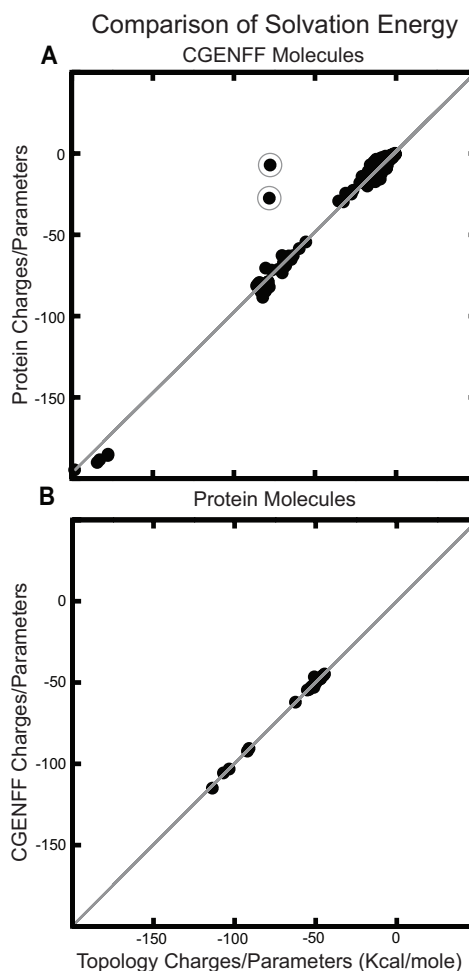 Comparison of Solvation Energy
A
CGENFF Molecules
0
-50
-100
-150
Protein Charges/Parameters
B
Protein Molecules
0
-50
-100
-150
CGENFF Charges/Parameters
-150 -100 -50 0
Topology Charges/Parameters (Kcal/mole)